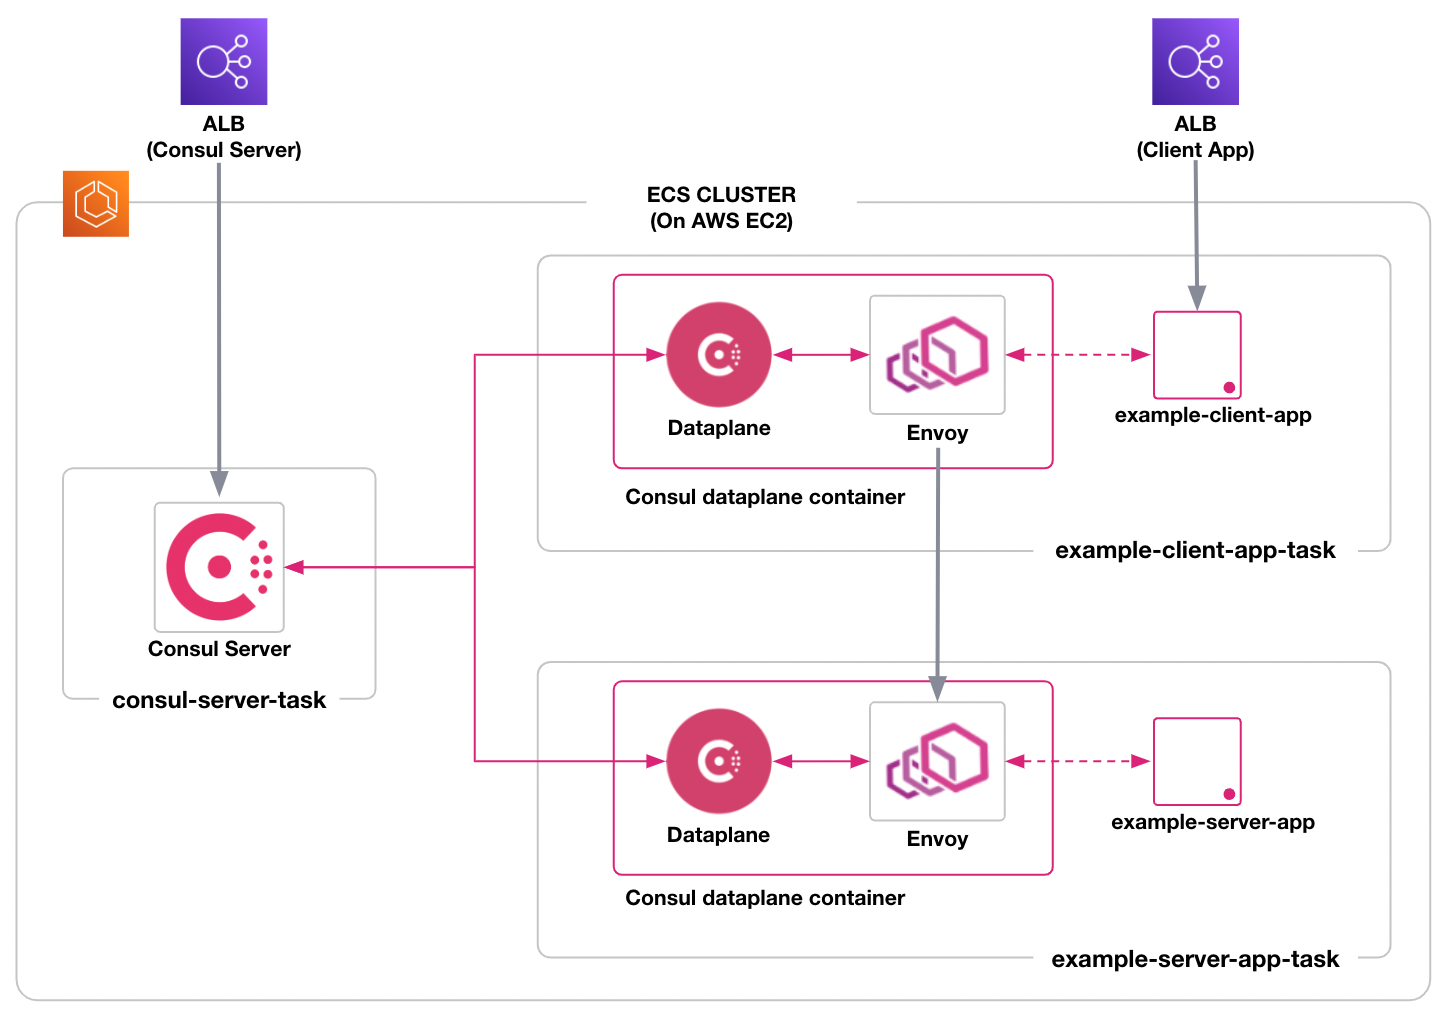 ALB
(Consul Server)
ALB
(Client App)
ECS CLUSTER
(On AWS EC2)
Dataplane
Envoy
example-client-app
Consul dataplane container
example-client-app-task
Consul Server
consul-server-task
Dataplane
Envoy
example-server-app
Consul dataplane container
example-server-app-task